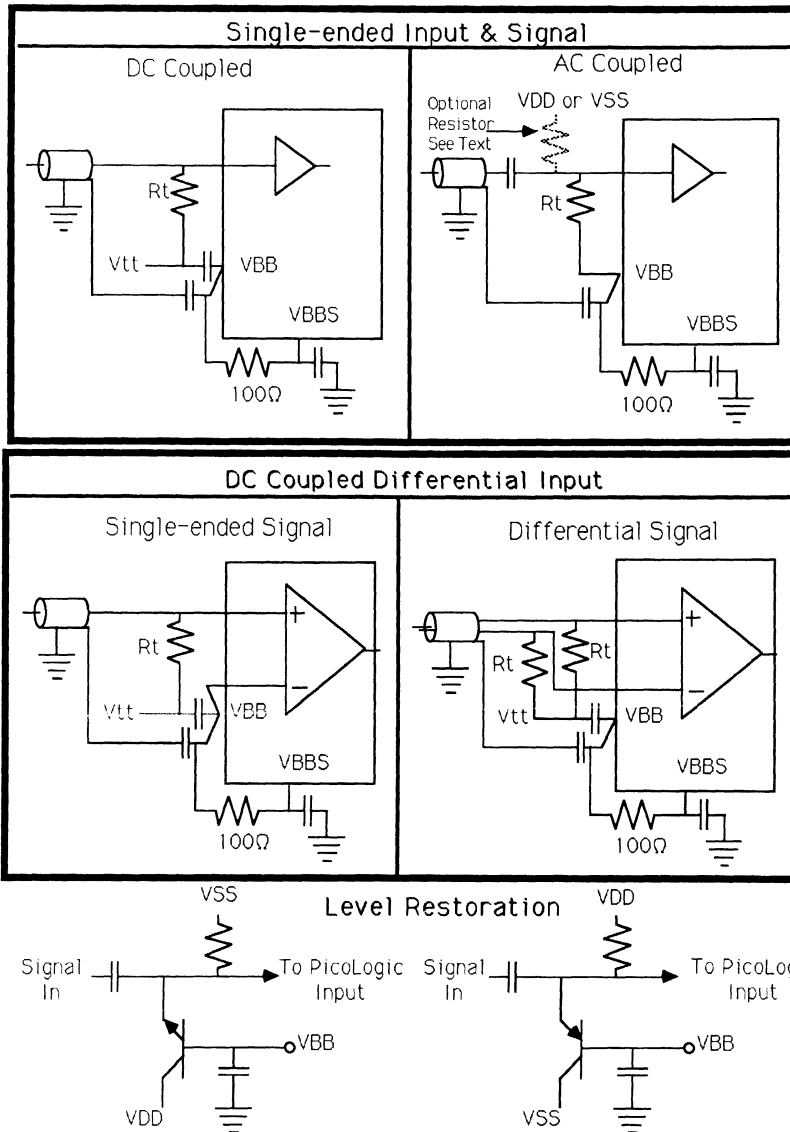 Single-ended Input & Signal
DC Coupled
Rt
Vtt
VBB
VBBS
100Ω
AC Coupled
Optional
Resistor
See Text
VDD or VSS
Rt
VBB
VBBS
100Ω
DC Coupled Differential Input
Single-ended Signal
+
Rt
−
Vtt
VBB
VBBS
100Ω
Differential Signal
+
Rt
Rt
−
Vtt
VBB
VBBS
100Ω
Level Restoration
VSS
Signal
In
To PicoLogic
Input
VBB
VDD
VDD
Signal
In
To PicoLog
Input
VBB
VSS